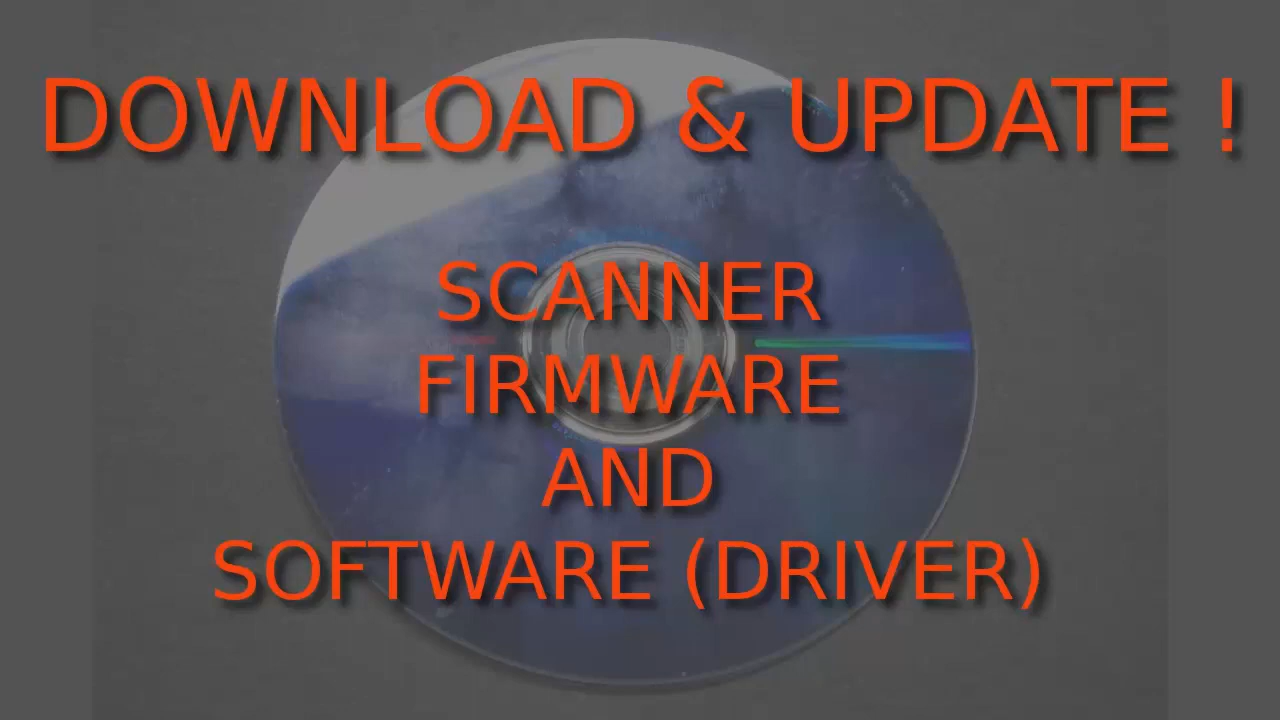 DOWNLOAD & UPDATE !
SCANNER
FIRMWARE
AND
SOFTWARE (DRIVER)